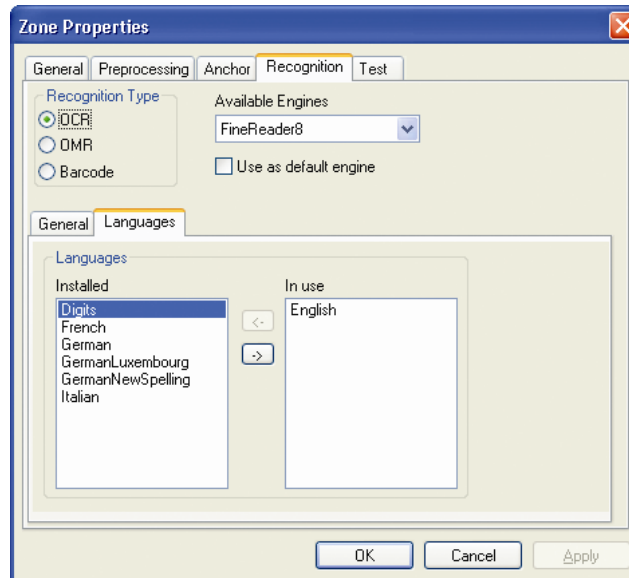 Zone Properties
General Preprocessing Anchor Recognition Test
Recognition Type
OCR
OMR
Barcode
Available Engines
FineReader8
Use as default engine
General Languages
Languages
Installed
Digits
French
German
GermanLuxembourg
GermanNewSpelling
Italian
<-
->
In use
English
OK Cancel Apply